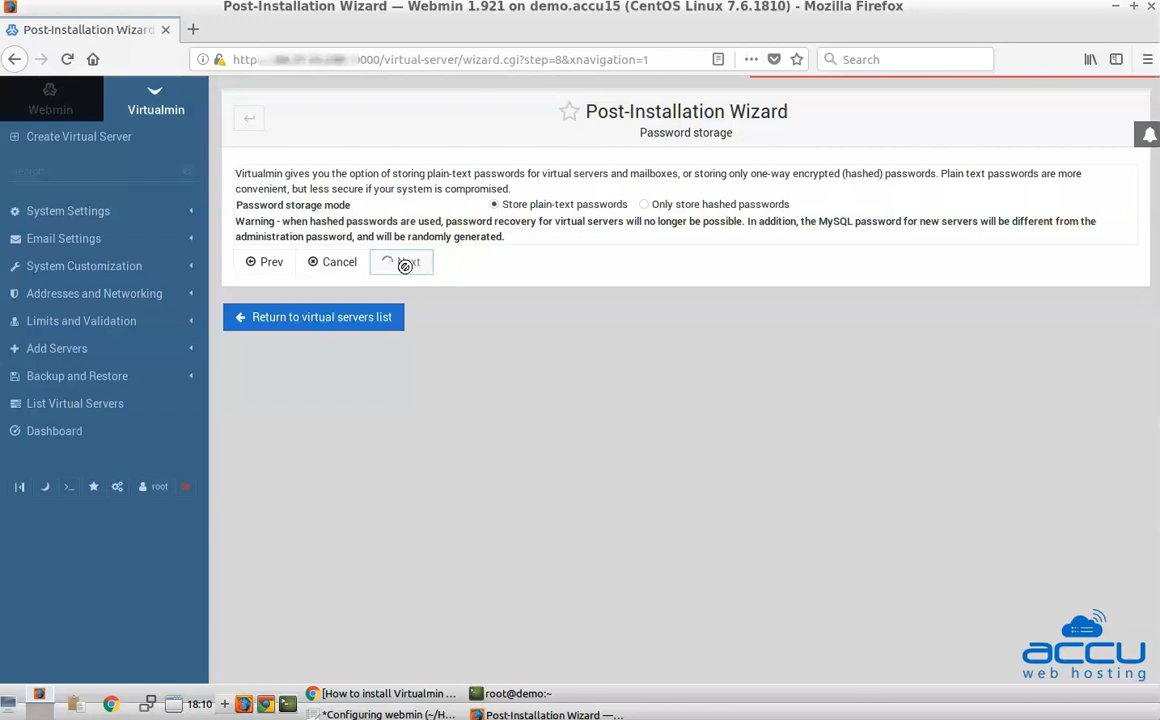 Post-Installation Wizard — Webmin 1.921 on demo.accu15 (CentOS Linux 7.6.1810) - Mozilla Firefox
Post-Installation Wizard
http 000/virtual-server/wizard.cgi?step=8&xnavigation=1
Search
Webmin
Virtualmin
Create Virtual Server
Search
System Settings
Email Settings
System Customization
Addresses and Networking
Limits and Validation
Add Servers
Backup and Restore
List Virtual Servers
Dashboard
root
Post-Installation Wizard
Password storage
Virtualmin gives you the option of storing plain-text passwords for virtual servers and mailboxes, or storing only one-way encrypted (hashed) passwords. Plain text passwords are more
convenient, but less secure if your system is compromised.
Password storage mode Store plain-text passwords Only store hashed passwords
Warning - when hashed passwords are used, password recovery for virtual servers will no longer be possible. In addition, the MySQL password for new servers will be different from the
administration password, and will be randomly generated.
Prev Cancel Next
Return to virtual servers list
accu
web hosting
18:10
[How to install Virtualmin ...
root@demo:~
*Configuring webmin (~/H...
Post-Installation Wizard —...